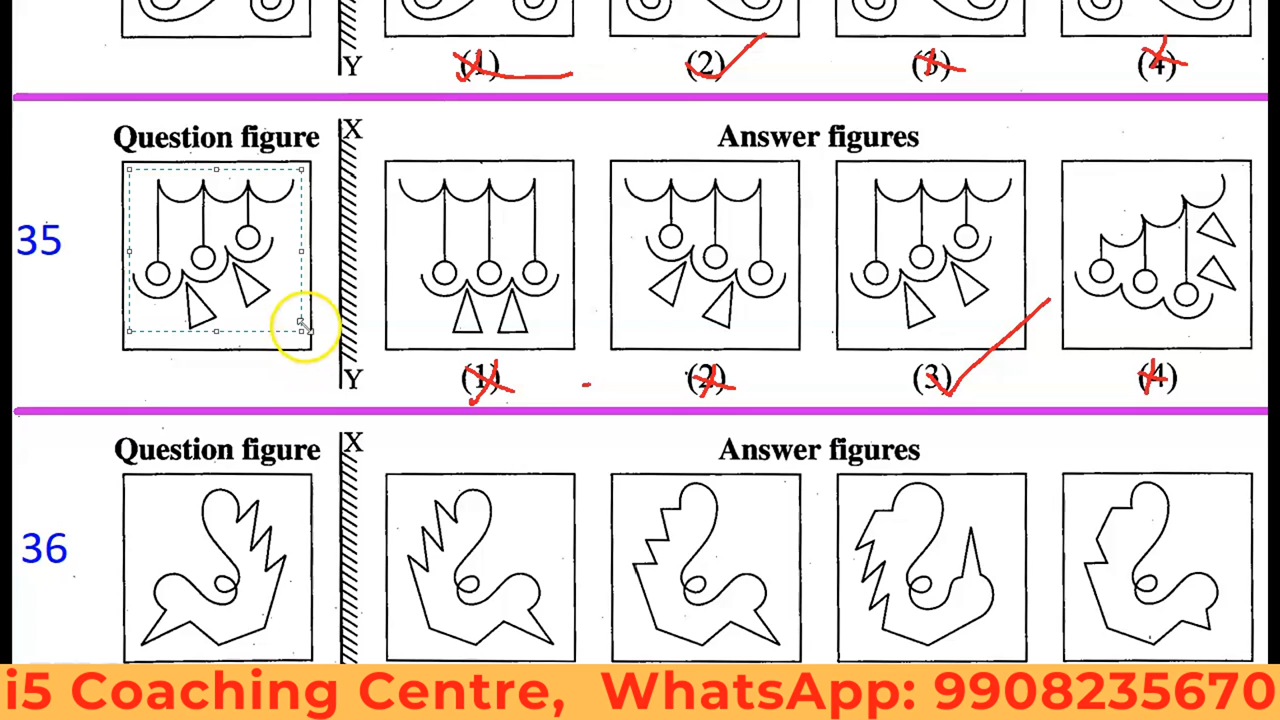 Y
(1) (2) (3) (4)
Question figure X Answer figures
35
Y
(1) (2) (3) (4)
Question figure X Answer figures
36
i5 Coaching Centre, WhatsApp: 9908235670